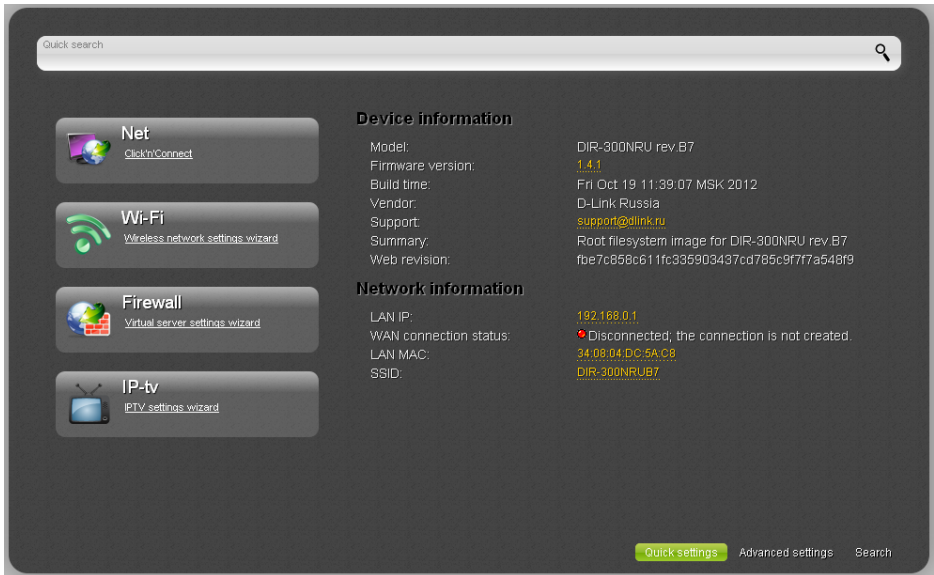 Quick search
Net
Click'n'Connect
Wi-Fi
Wireless network settings wizard
Firewall
Virtual server settings wizard
IP-tv
IPTV settings wizard
Device information
Model: DIR-300NRU rev.B7
Firmware version: 1.4.1
Build time: Fri Oct 19 11:39:07 MSK 2012
Vendor: D-Link Russia
Support: support@dlink.ru
Summary: Root filesystem image for DIR-300NRU rev.B7
Web revision: fbe7c858c611fc335903437cd785c9f7f7a548f9
Network information
LAN IP: 192.168.0.1
WAN connection status: Disconnected; the connection is not created.
LAN MAC: 34:08:04:DC:5A:C8
SSID: DIR-300NRUB7
Quick settings Advanced settings Search